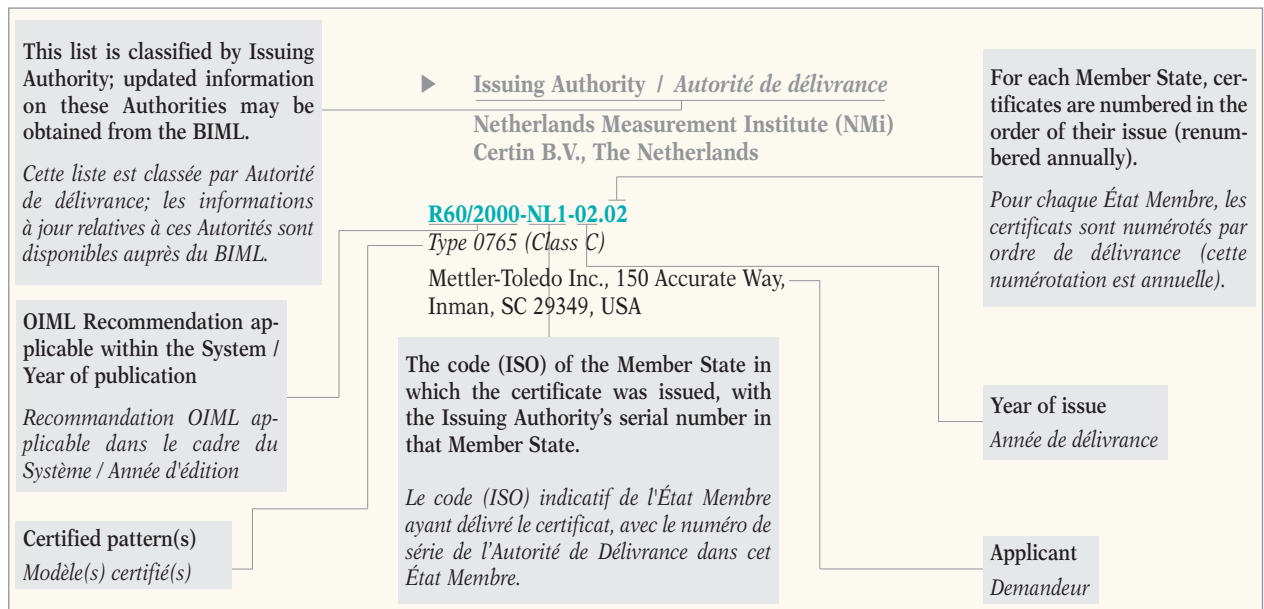 This list is classified by Issuing
Authority; updated information
on these Authorities may be
obtained from the BIML.
Cette liste est classée par Autorité
de délivrance; les informations
à jour relatives à ces Autorités sont
disponibles auprès du BIML.
OIML Recommendation ap-
plicable within the System /
Year of publication
Recommandation OIML ap-
plicable dans le cadre du
Système / Année d'édition
Certified pattern(s)
Modèle(s) certifié(s)
▶ Issuing Authority / Autorité de délivrance
Netherlands Measurement Institute (NMi)
Certin B.V., The Netherlands
R60/2000-NL1-02.02
Type 0765 (Class C)
Mettler-Toledo Inc., 150 Accurate Way,
Inman, SC 29349, USA
The code (ISO) of the Member State in
which the certificate was issued, with
the Issuing Authority's serial number in
that Member State.
Le code (ISO) indicatif de l'État Membre
ayant délivré le certificat, avec le numéro de
série de l'Autorité de Délivrance dans cet
État Membre.
For each Member State, cer-
tificates are numbered in the
order of their issue (renum-
bered annually).
Pour chaque État Membre, les
certificats sont numérotés par
ordre de délivrance (cette
numérotation est annuelle).
Year of issue
Année de délivrance
Applicant
Demandeur